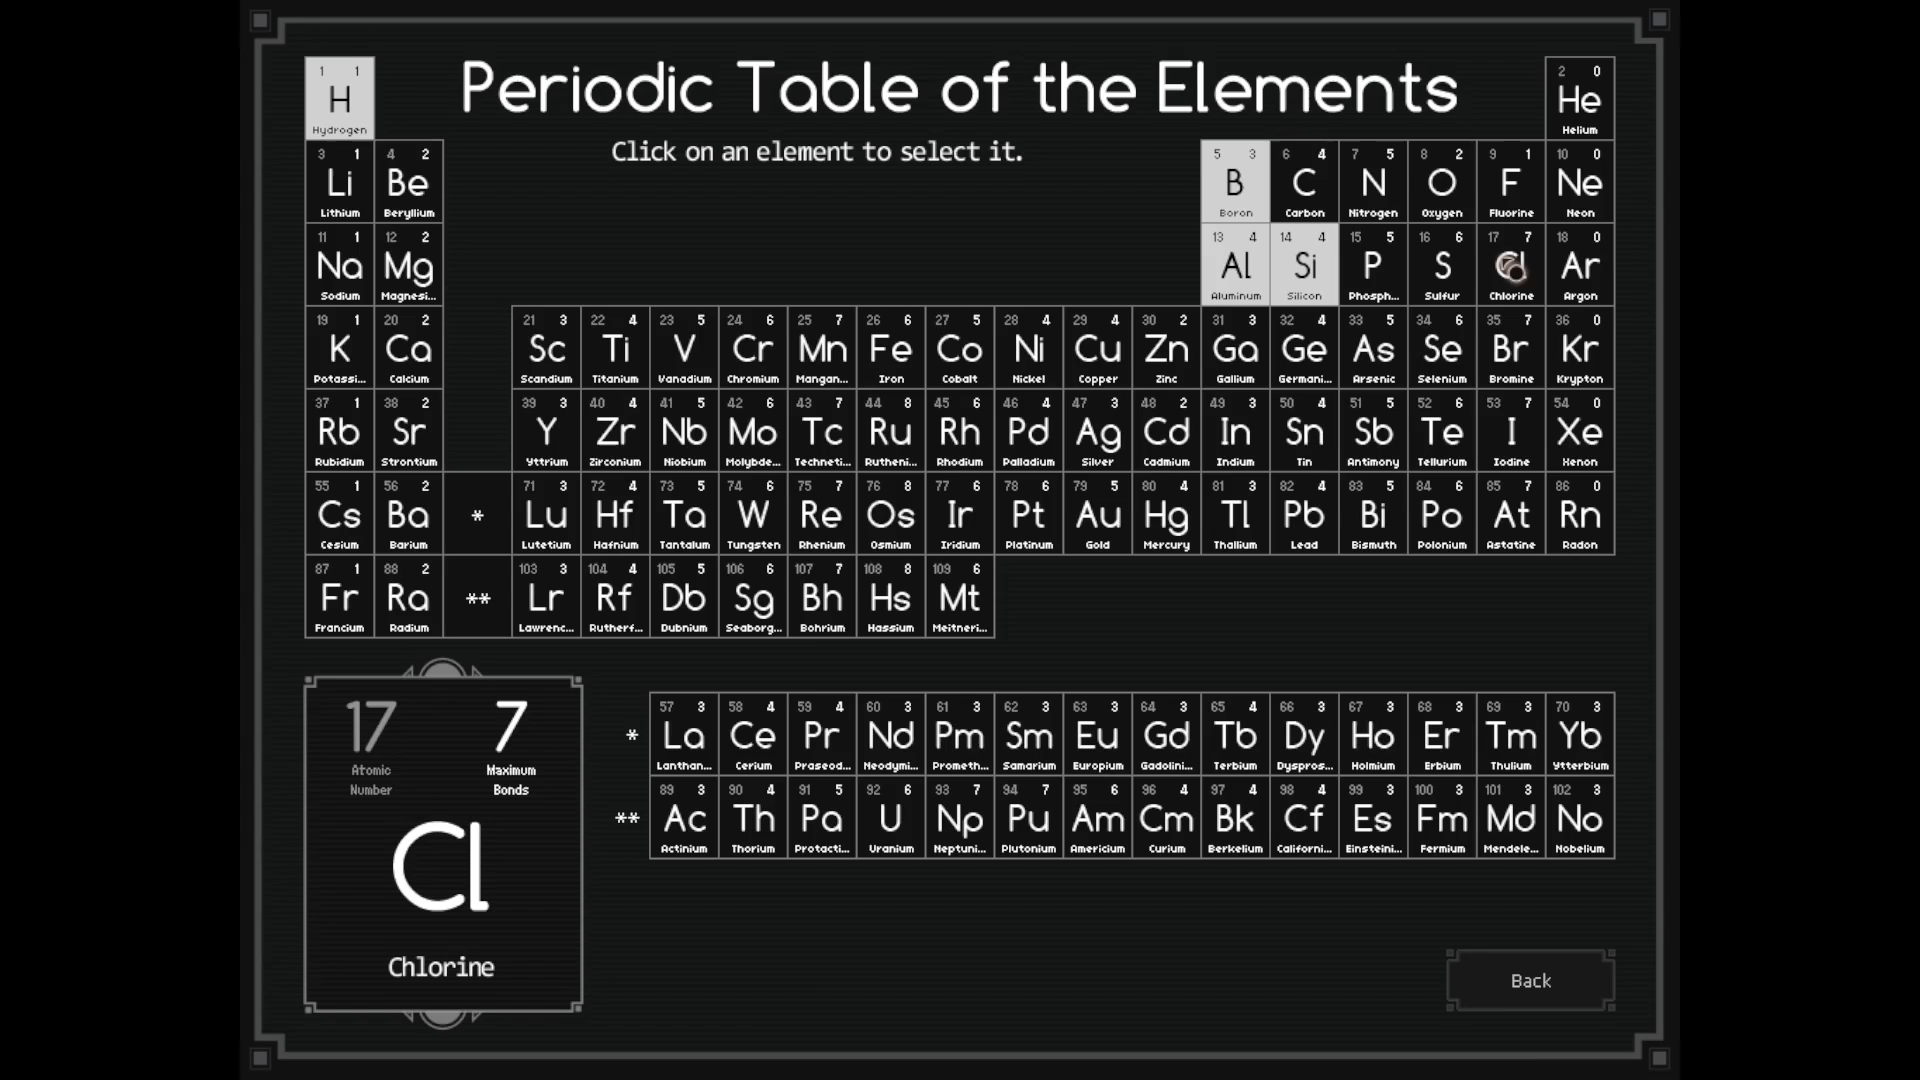 Periodic Table of the Elements
Click on an element to select it.
1 1 H Hydrogen
2 0 He Helium
3 1 Li Lithium
4 2 Be Beryllium
5 3 B Boron
6 4 C Carbon
7 5 N Nitrogen
8 2 O Oxygen
9 1 F Fluorine
10 0 Ne Neon
11 1 Na Sodium
12 2 Mg Magnesi...
13 4 Al Aluminum
14 4 Si Silicon
15 5 P Phosph...
16 6 S Sulfur
17 7 Cl Chlorine
18 0 Ar Argon
19 1 K Potassi...
20 2 Ca Calcium
21 3 Sc Scandium
22 4 Ti Titanium
23 5 V Vanadium
24 6 Cr Chromium
25 7 Mn Mangan...
26 6 Fe Iron
27 5 Co Cobalt
28 4 Ni Nickel
29 4 Cu Copper
30 2 Zn Zinc
31 3 Ga Gallium
32 4 Ge Germani...
33 5 As Arsenic
34 6 Se Selenium
35 7 Br Bromine
36 0 Kr Krypton
37 1 Rb Rubidium
38 2 Sr Strontium
39 3 Y Yttrium
40 4 Zr Zirconium
41 5 Nb Niobium
42 6 Mo Molybde...
43 7 Tc Techneti...
44 8 Ru Rutheni...
45 6 Rh Rhodium
46 4 Pd Palladium
47 3 Ag Silver
48 2 Cd Cadmium
49 3 In Indium
50 4 Sn Tin
51 5 Sb Antimony
52 6 Te Tellurium
53 7 I Iodine
54 0 Xe Xenon
55 1 Cs Cesium
56 2 Ba Barium
*
71 3 Lu Lutetium
72 4 Hf Hafnium
73 5 Ta Tantalum
74 6 W Tungsten
75 7 Re Rhenium
76 8 Os Osmium
77 6 Ir Iridium
78 6 Pt Platinum
79 5 Au Gold
80 4 Hg Mercury
81 3 Tl Thallium
82 4 Pb Lead
83 5 Bi Bismuth
84 6 Po Polonium
85 7 At Astatine
86 0 Rn Radon
87 1 Fr Francium
88 2 Ra Radium
**
103 3 Lr Lawrenc...
104 4 Rf Rutherf...
105 5 Db Dubnium
106 6 Sg Seaborg...
107 7 Bh Bohrium
108 8 Hs Hassium
109 6 Mt Meitneri...
17 7
Atomic Number
Maximum Bonds
Cl
Chlorine
*
57 3 La Lanthan...
58 4 Ce Cerium
59 4 Pr Praseod...
60 3 Nd Neodymi...
61 3 Pm Prometh...
62 3 Sm Samarium
63 3 Eu Europium
64 3 Gd Gadolini...
65 4 Tb Terbium
66 3 Dy Dyspros...
67 3 Ho Holmium
68 3 Er Erbium
69 3 Tm Thulium
70 3 Yb Ytterbium
**
89 3 Ac Actinium
90 4 Th Thorium
91 5 Pa Protacti...
92 6 U Uranium
93 7 Np Neptuni...
94 7 Pu Plutonium
95 6 Am Americium
96 4 Cm Curium
97 4 Bk Berkelium
98 4 Cf Californi...
99 3 Es Einsteini...
100 3 Fm Fermium
101 3 Md Mendele...
102 3 No Nobelium
Back